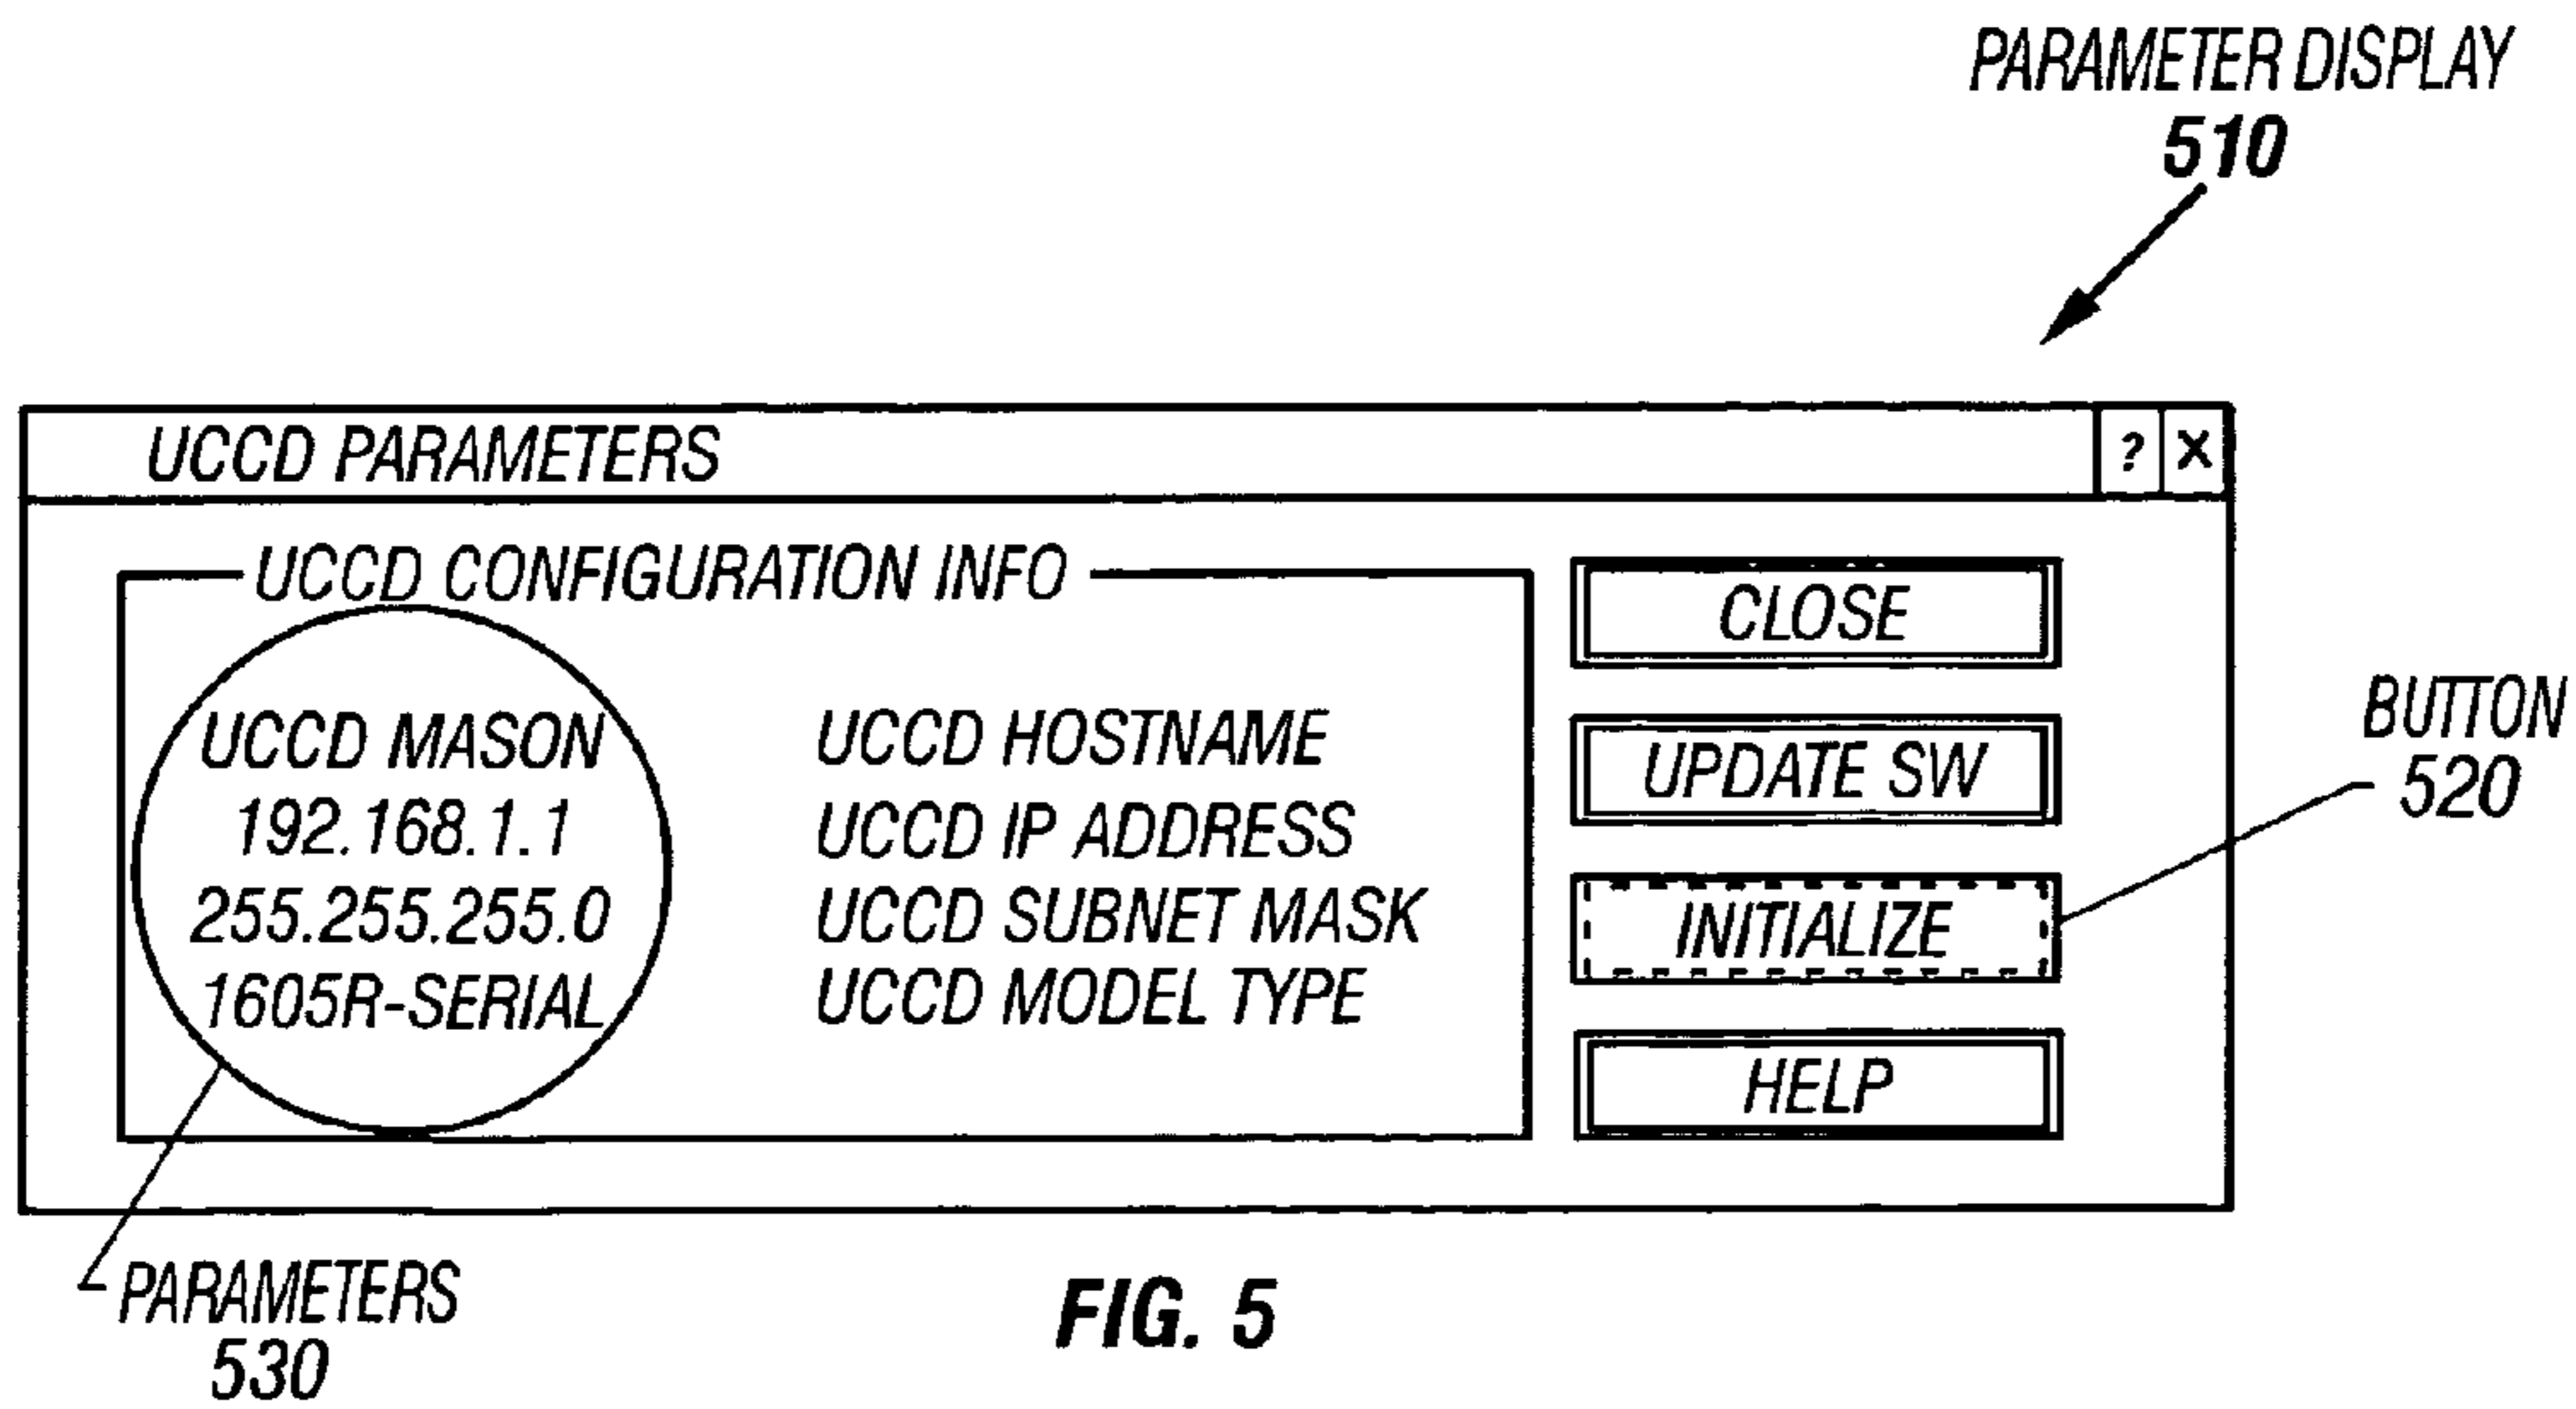 PARAMETER DISPLAY
510
UCCD PARAMETERS
? X
UCCD CONFIGURATION INFO
UCCD MASON UCCD HOSTNAME
192.168.1.1 UCCD IP ADDRESS
255.255.255.0 UCCD SUBNET MASK
1605R-SERIAL UCCD MODEL TYPE
CLOSE
UPDATE SW
INITIALIZE
HELP
BUTTON
520
PARAMETERS
530
FIG. 5